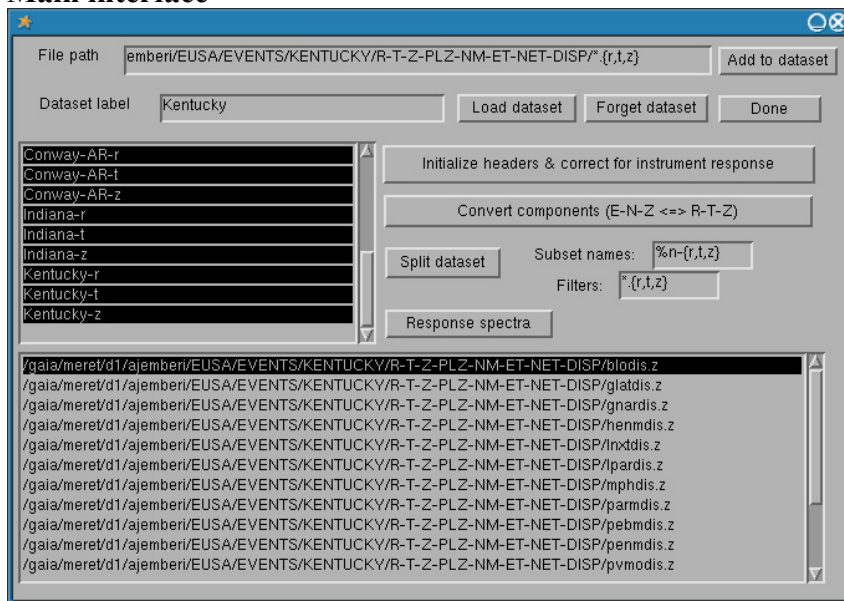 Main interface
File path
emberi/EUSA/EVENTS/KENTUCKY/R-T-Z-PLZ-NM-ET-NET-DISP/*.{r,t,z}
Add to dataset
Dataset label
Kentucky
Load dataset
Forget dataset
Done
Conway-AR-r
Conway-AR-t
Conway-AR-z
Indiana-r
Indiana-t
Indiana-z
Kentucky-r
Kentucky-t
Kentucky-z
Initialize headers & correct for instrument response
Convert components (E-N-Z <=> R-T-Z)
Split dataset
Subset names:
%n-{r,t,z}
Filters:
*.{r,t,z}
Response spectra
/gaia/meret/d1/ajemberi/EUSA/EVENTS/KENTUCKY/R-T-Z-PLZ-NM-ET-NET-DISP/blodis.z
/gaia/meret/d1/ajemberi/EUSA/EVENTS/KENTUCKY/R-T-Z-PLZ-NM-ET-NET-DISP/glatdis.z
/gaia/meret/d1/ajemberi/EUSA/EVENTS/KENTUCKY/R-T-Z-PLZ-NM-ET-NET-DISP/gnardis.z
/gaia/meret/d1/ajemberi/EUSA/EVENTS/KENTUCKY/R-T-Z-PLZ-NM-ET-NET-DISP/henmdis.z
/gaia/meret/d1/ajemberi/EUSA/EVENTS/KENTUCKY/R-T-Z-PLZ-NM-ET-NET-DISP/lnxtdis.z
/gaia/meret/d1/ajemberi/EUSA/EVENTS/KENTUCKY/R-T-Z-PLZ-NM-ET-NET-DISP/lpardis.z
/gaia/meret/d1/ajemberi/EUSA/EVENTS/KENTUCKY/R-T-Z-PLZ-NM-ET-NET-DISP/mphdis.z
/gaia/meret/d1/ajemberi/EUSA/EVENTS/KENTUCKY/R-T-Z-PLZ-NM-ET-NET-DISP/parmdis.z
/gaia/meret/d1/ajemberi/EUSA/EVENTS/KENTUCKY/R-T-Z-PLZ-NM-ET-NET-DISP/pebmdis.z
/gaia/meret/d1/ajemberi/EUSA/EVENTS/KENTUCKY/R-T-Z-PLZ-NM-ET-NET-DISP/penmdis.z
/gaia/meret/d1/ajemberi/EUSA/EVENTS/KENTUCKY/R-T-Z-PLZ-NM-ET-NET-DISP/pvmodis.z